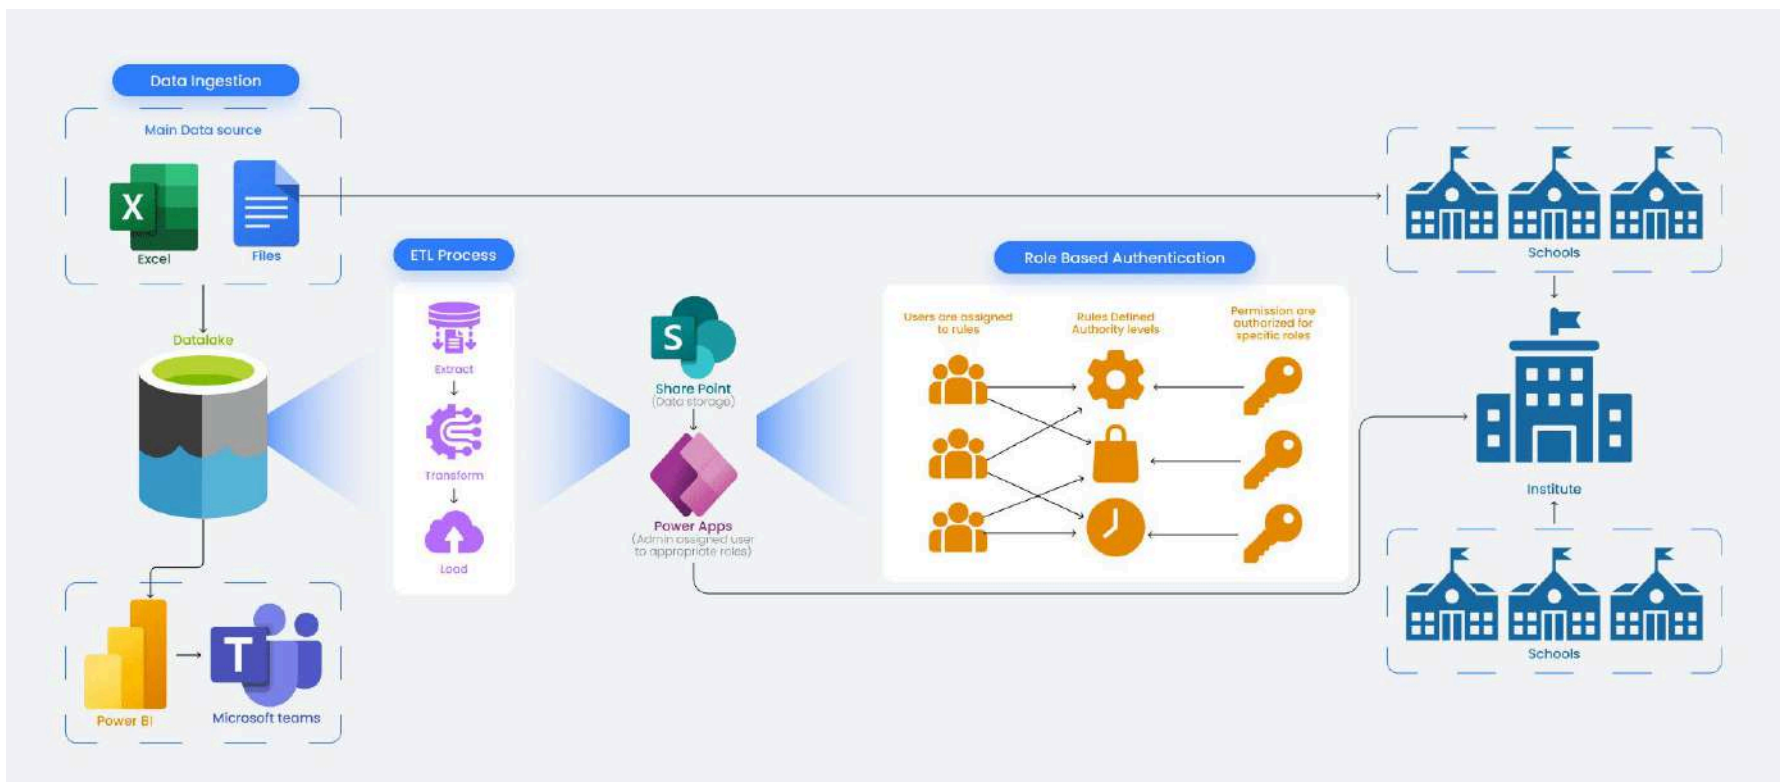 Data Ingestion
Main Data source
X
Excel
Files
Datalake
Power BI
T
Microsoft teams
ETL Process
Extract
Transform
Load
S
Share Point
(Data storage)
Power Apps
(Admin assigned user
to appropriate roles)
Role Based Authentication
Users are assigned
to rules
Rules Defined
Authority levels
Permission are
authorized for
specific roles
Schools
Institute
Schools